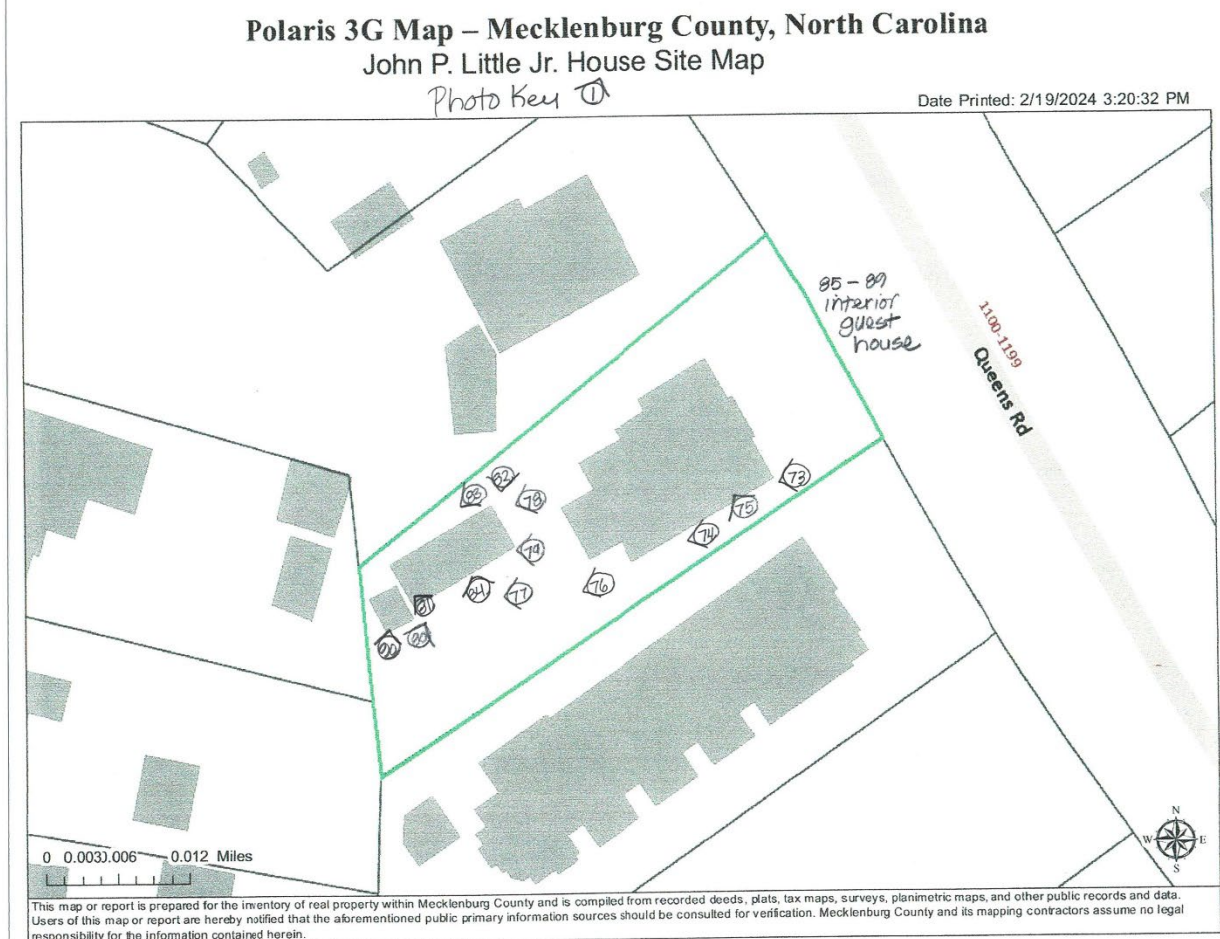 Polaris 3G Map – Mecklenburg County, North Carolina
John P. Little Jr. House Site Map
Photo Key 1
Date Printed: 2/19/2024 3:20:32 PM
85-89
interior
guest
house
1100-1199
Queens Rd
73
82
83
78
75
74
79
76
84
77
81
80
N
W E
S
0 0.0030.006 0.012 Miles
This map or report is prepared for the inventory of real property within Mecklenburg County and is compiled from recorded deeds, plats, tax maps, surveys, planimetric maps, and other public records and data.
Users of this map or report are hereby notified that the aforementioned public primary information sources should be consulted for verification. Mecklenburg County and its mapping contractors assume no legal
responsibility for the information contained herein.